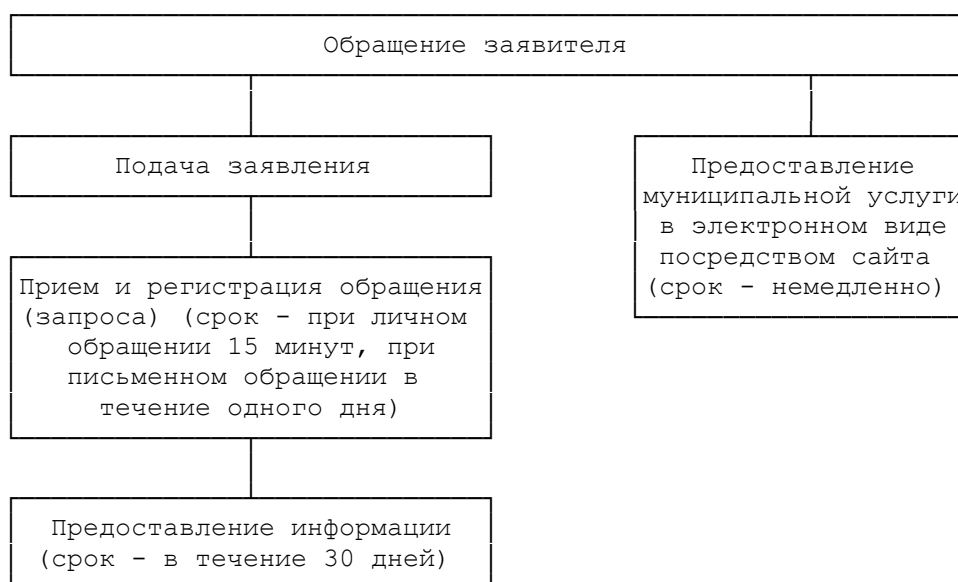 Обращение заявителя
Подача заявления
Предоставление
муниципальной услуги
в электронном виде
посредством сайта
(срок - немедленно)
Прием и регистрация обращения
(запроса) (срок - при личном
обращении 15 минут, при
письменном обращении в
течение одного дня)
Предоставление информации
(срок - в течение 30 дней)